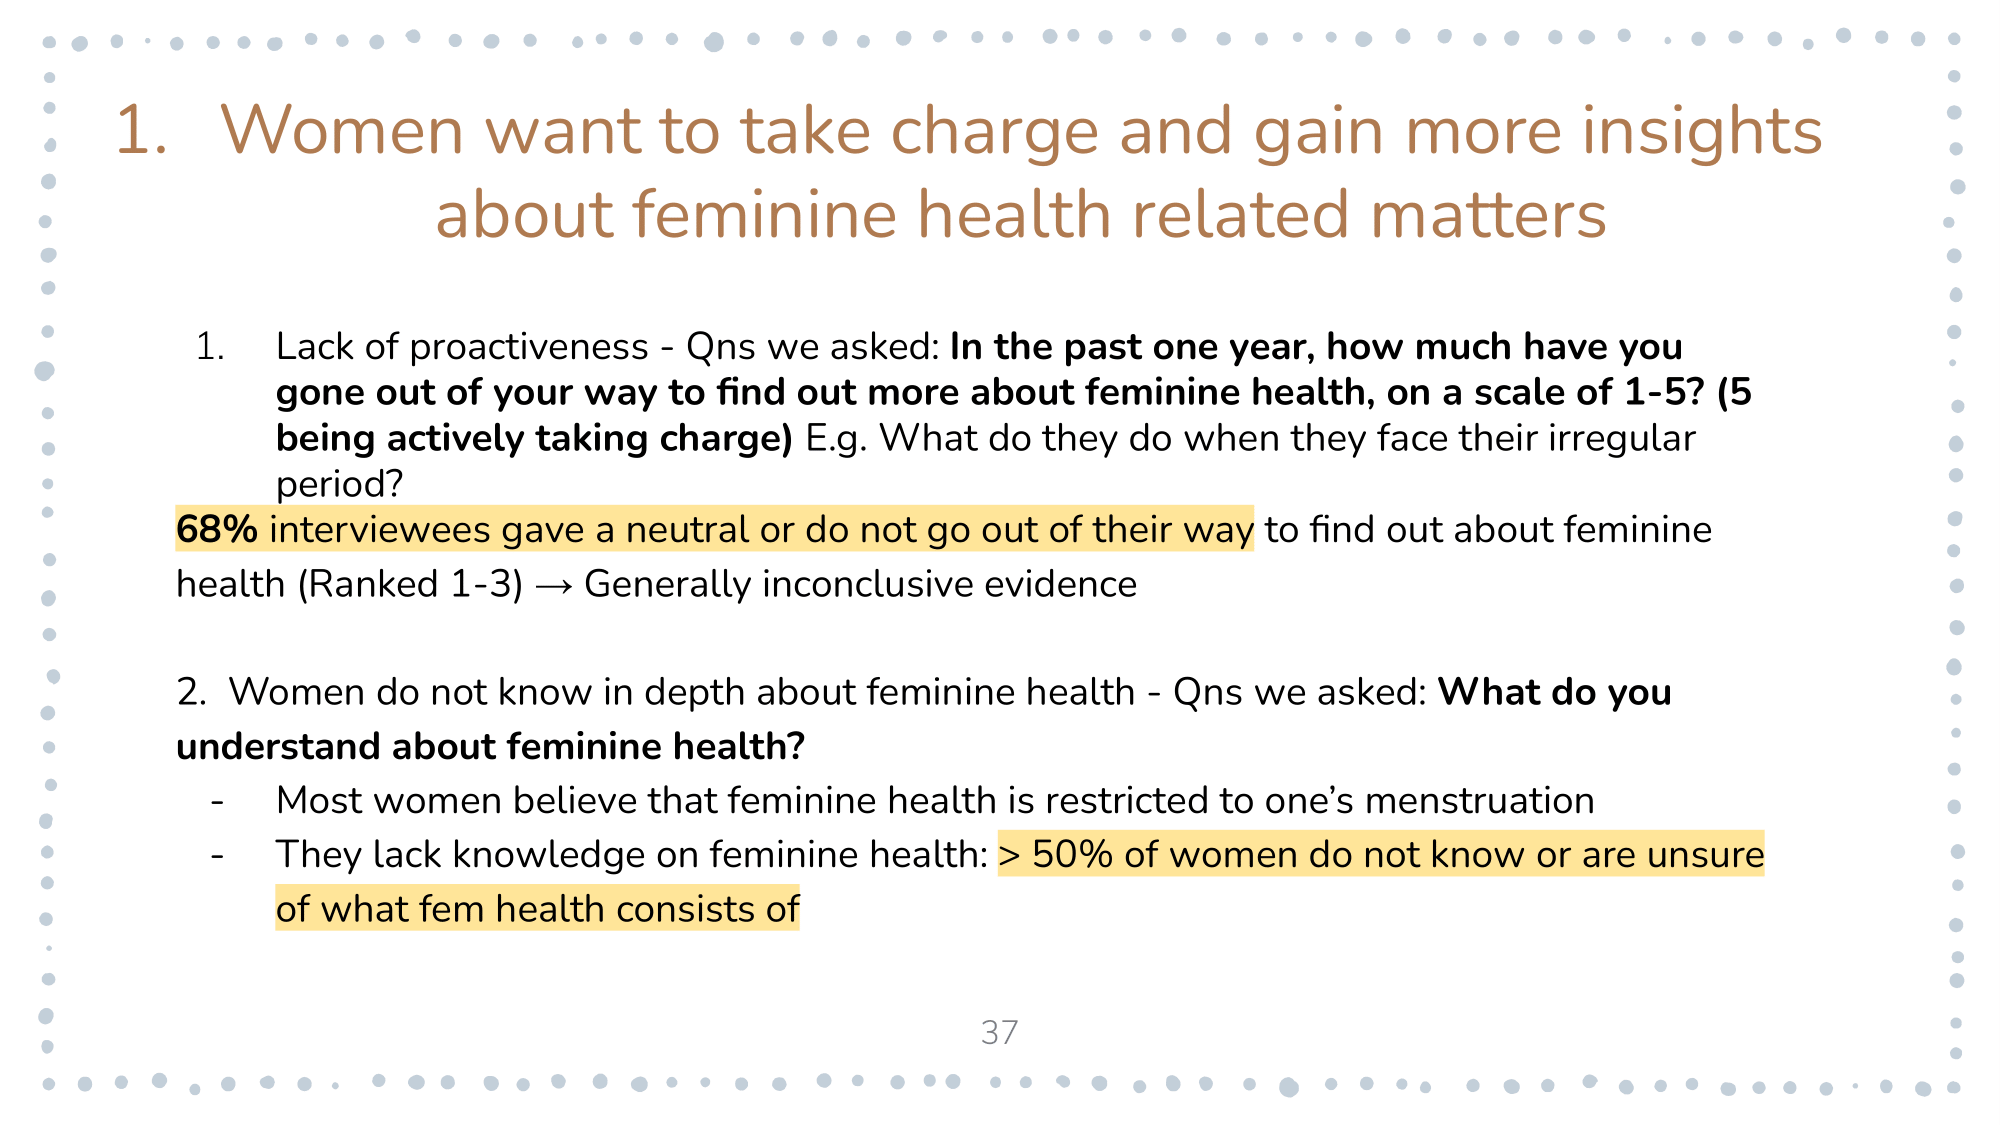 1. Women want to take charge and gain more insights
about feminine health related matters
1. Lack of proactiveness - Qns we asked: In the past one year, how much have you
gone out of your way to find out more about feminine health, on a scale of 1-5? (5
being actively taking charge) E.g. What do they do when they face their irregular
period?
68% interviewees gave a neutral or do not go out of their way to find out about feminine
health (Ranked 1-3) → Generally inconclusive evidence
2. Women do not know in depth about feminine health - Qns we asked: What do you
understand about feminine health?
- Most women believe that feminine health is restricted to one’s menstruation
- They lack knowledge on feminine health: > 50% of women do not know or are unsure
of what fem health consists of
37